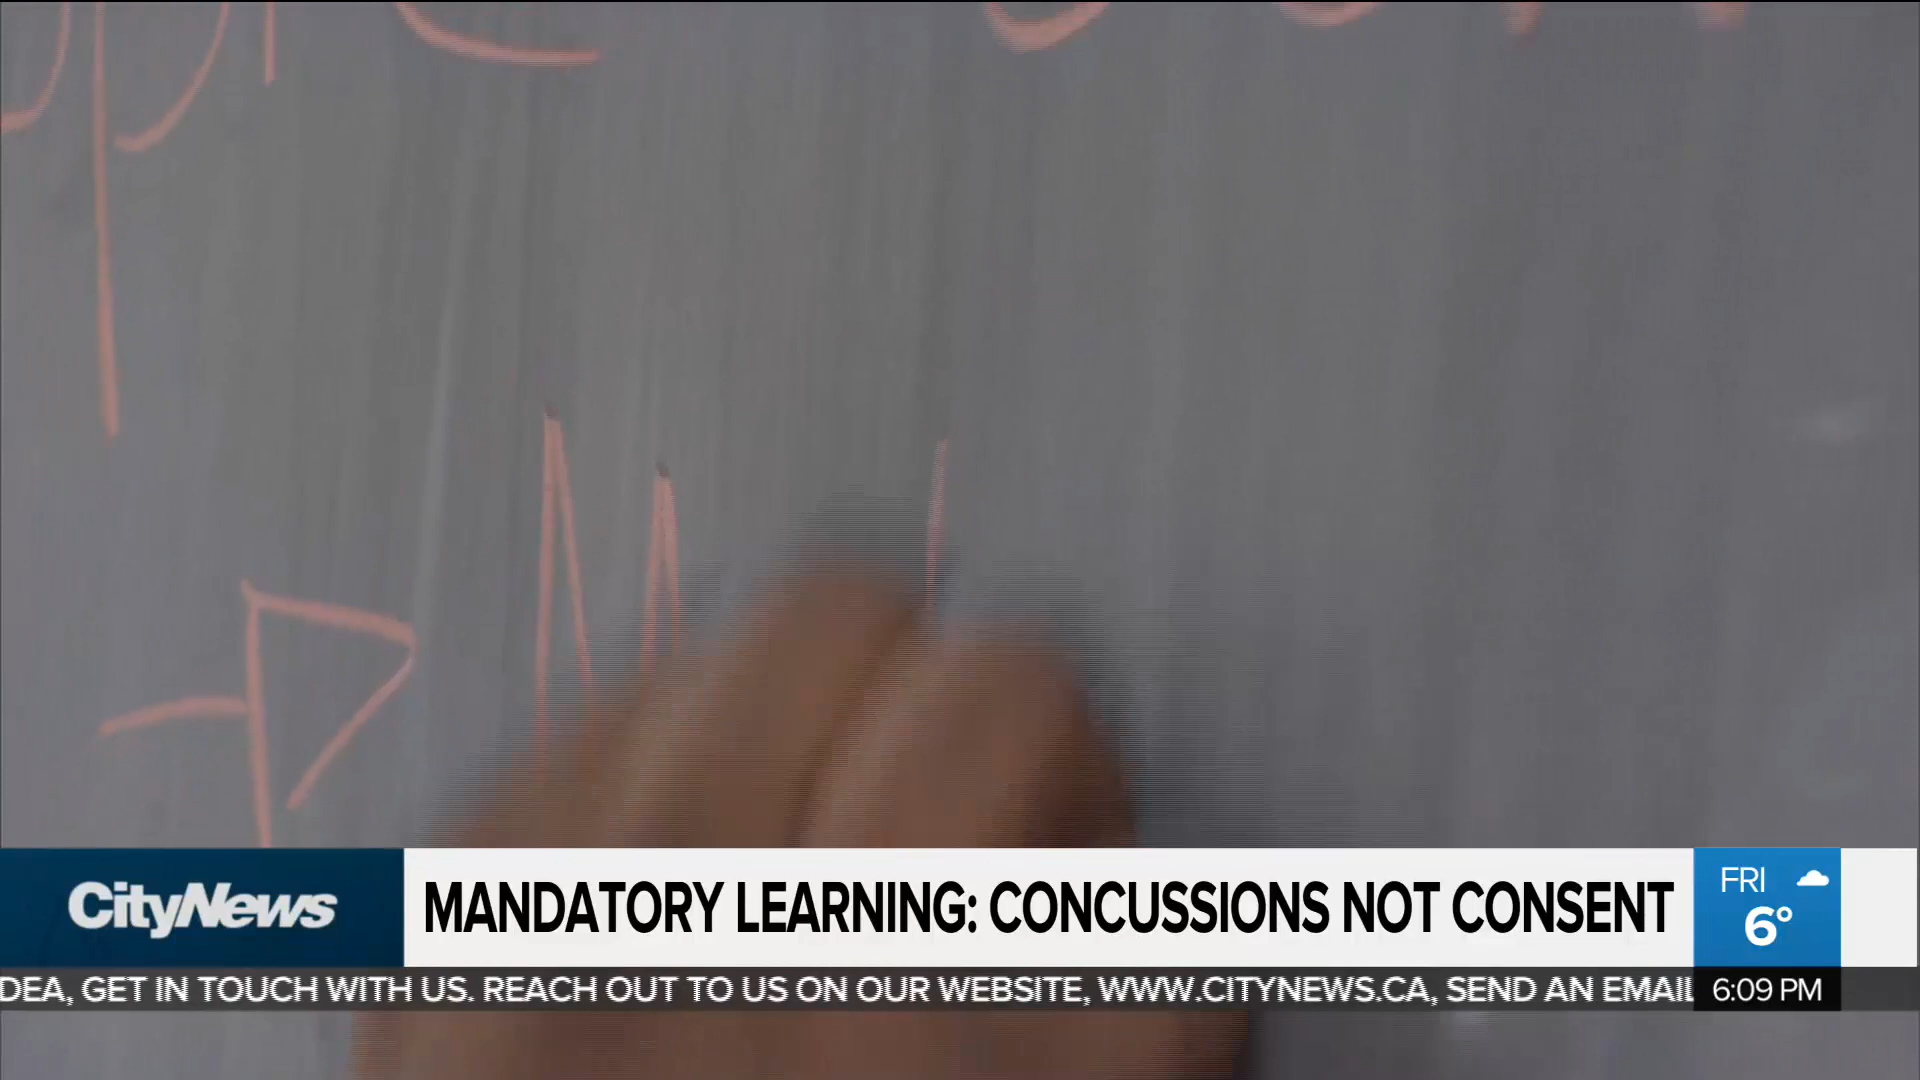 CityNews
MANDATORY LEARNING: CONCUSSIONS NOT CONSENT
FRI
6°
DEA, GET IN TOUCH WITH US. REACH OUT TO US ON OUR WEBSITE, WWW.CITYNEWS.CA, SEND AN EMAIL
6:09 PM